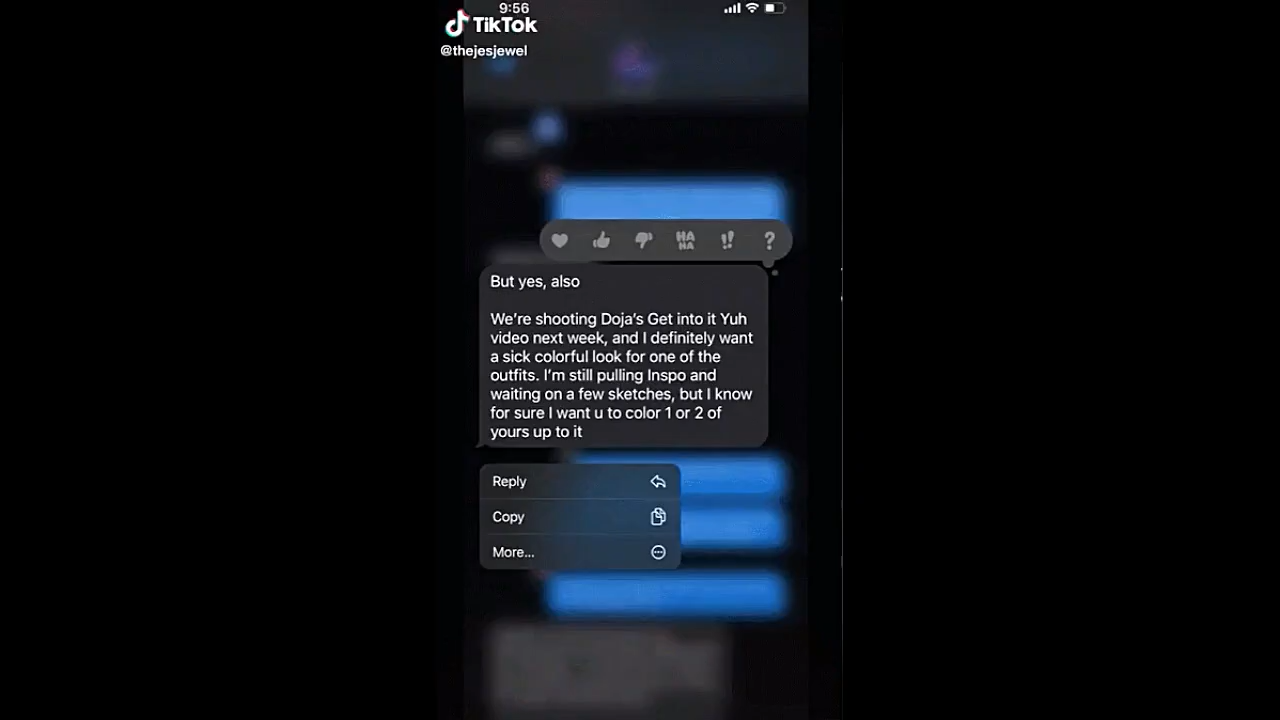 9:56
TikTok
@thejesjewel
HA
HA
!!
?
But yes, also
We're shooting Doja's Get into it Yuh
video next week, and I definitely want
a sick colorful look for one of the
outfits. I'm still pulling Inspo and
waiting on a few sketches, but I know
for sure I want u to color 1 or 2 of
yours up to it
Reply
Copy
More...